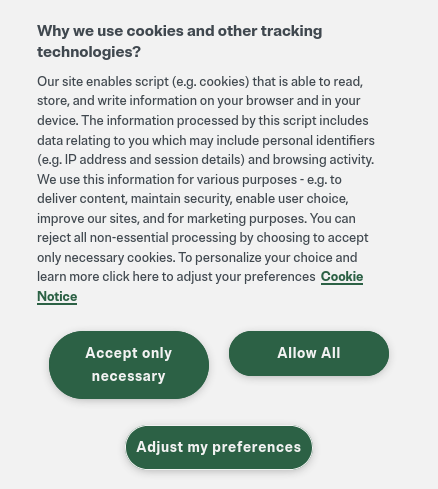 Why we use cookies and other tracking
technologies?
Our site enables script (e.g. cookies) that is able to read,
store, and write information on your browser and in your
device. The information processed by this script includes
data relating to you which may include personal identifiers
(e.g. IP address and session details) and browsing activity.
We use this information for various purposes - e.g. to
deliver content, maintain security, enable user choice,
improve our sites, and for marketing purposes. You can
reject all non-essential processing by choosing to accept
only necessary cookies. To personalize your choice and
learn more click here to adjust your preferences Cookie
Notice
Accept only
necessary
Allow All
Adjust my preferences